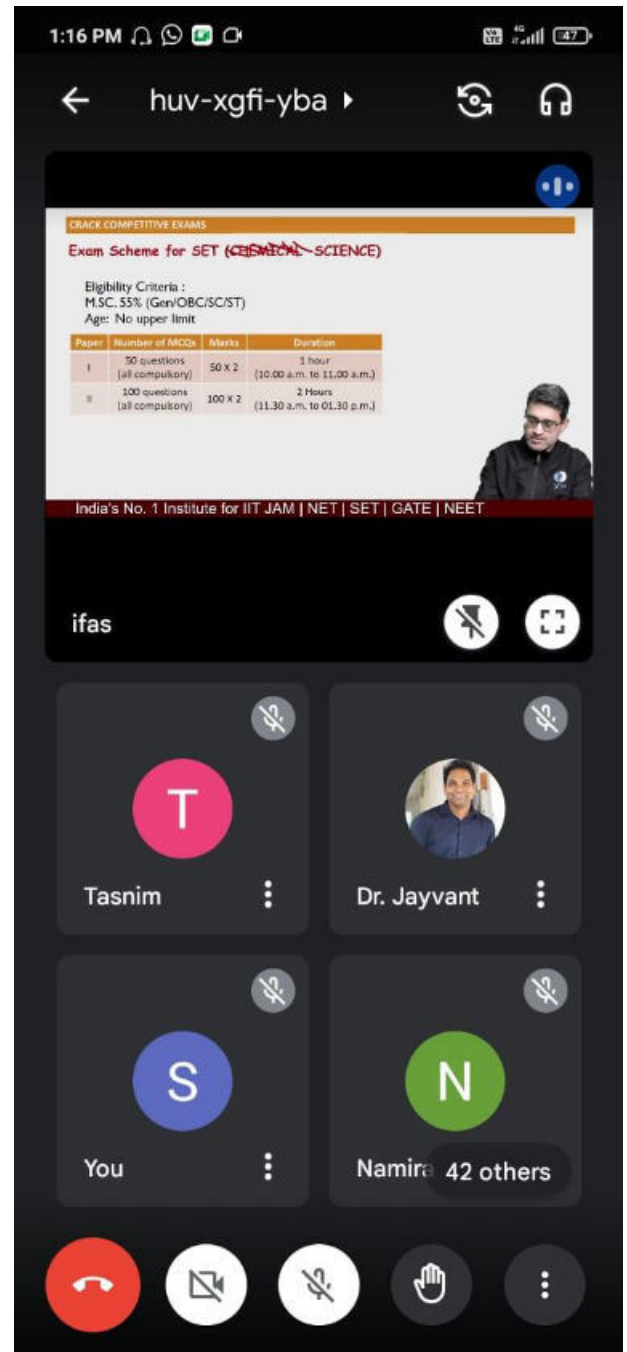 1:16 PM
VoLTE 4G 47
huv-xgfi-yba
CRACK COMPETITIVE EXAMS
Exam Scheme for SET (CHEMICAL SCIENCE)
Eligibility Criteria :
M.SC. 55% (Gen/OBC/SC/ST)
Age: No upper limit
Paper Number of MCQs Marks Duration
I 50 questions (all compulsory) 50 X 2 1 hour (10.00 a.m. to 11.00 a.m.)
II 100 questions (all compulsory) 100 X 2 2 Hours (11.30 a.m. to 01.30 p.m.)
India's No. 1 Institute for IIT JAM | NET | SET | GATE | NEET
ifas
T
Tasnim
Dr. Jayvant
S
You
N
Namira
42 others